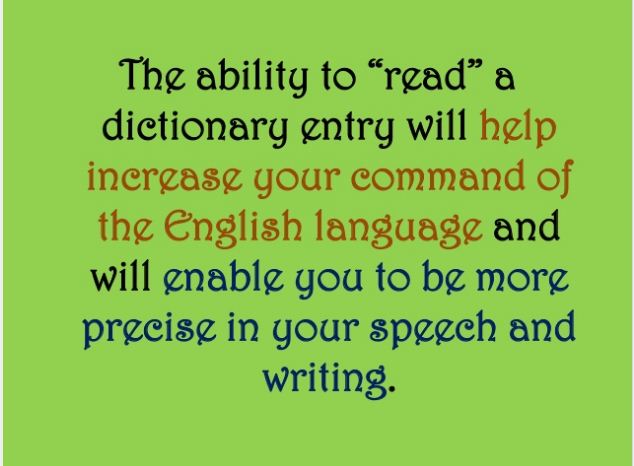 The ability to “read” a
dictionary entry will help
increase your command of
the English language and
will enable you to be more
precise in your speech and
writing.